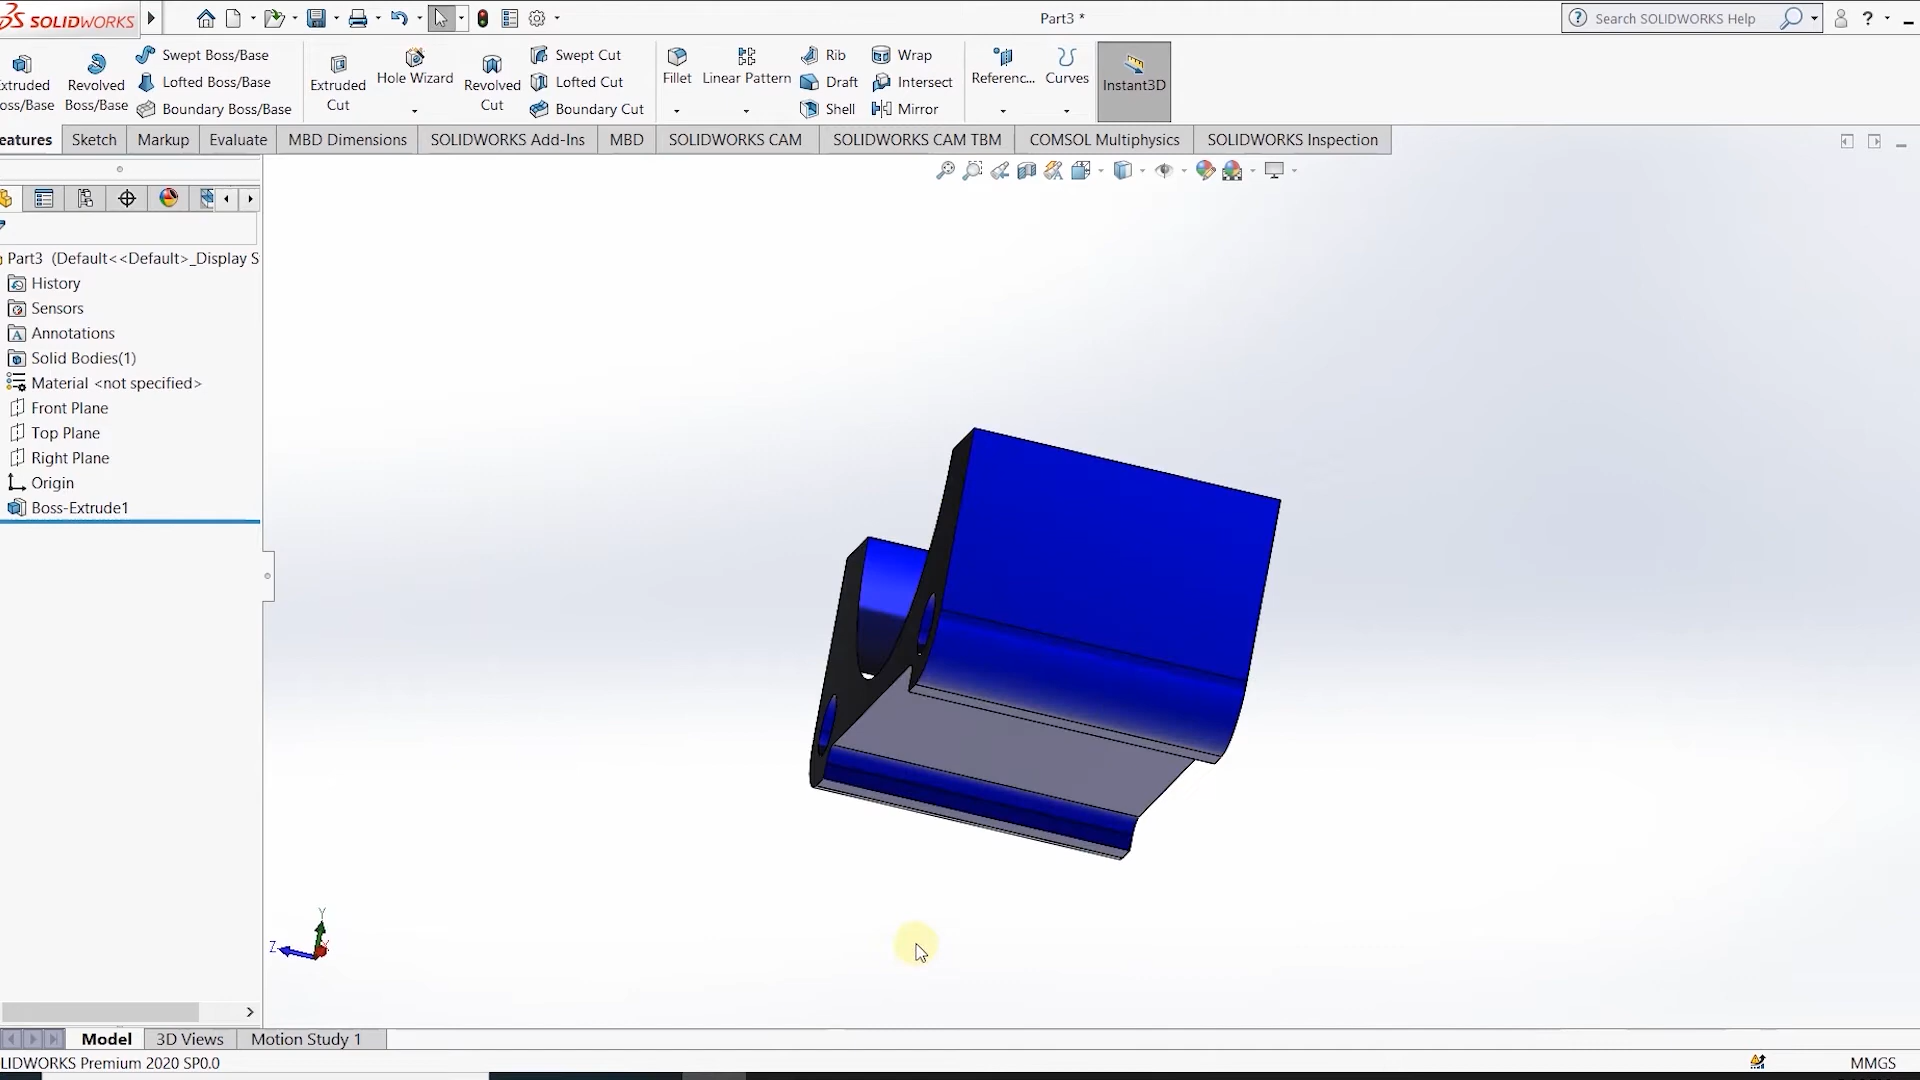 SOLIDWORKS
Part3 *
Search SOLIDWORKS Help
?
xtruded
oss/Base
Revolved
Boss/Base
Swept Boss/Base
Lofted Boss/Base
Boundary Boss/Base
Extruded
Cut
Hole Wizard
Revolved
Cut
Swept Cut
Lofted Cut
Boundary Cut
Fillet
Linear Pattern
Rib
Draft
Shell
Wrap
Intersect
Mirror
Referenc...
Curves
Instant3D
eatures
Sketch
Markup
Evaluate
MBD Dimensions
SOLIDWORKS Add-Ins
MBD
SOLIDWORKS CAM
SOLIDWORKS CAM TBM
COMSOL Multiphysics
SOLIDWORKS Inspection
Part3 (Default<<Default>_Display S
History
Sensors
Annotations
Solid Bodies(1)
Material <not specified>
Front Plane
Top Plane
Right Plane
Origin
Boss-Extrude1
Y
Z
X
Model
3D Views
Motion Study 1
LIDWORKS Premium 2020 SP0.0
MMGS